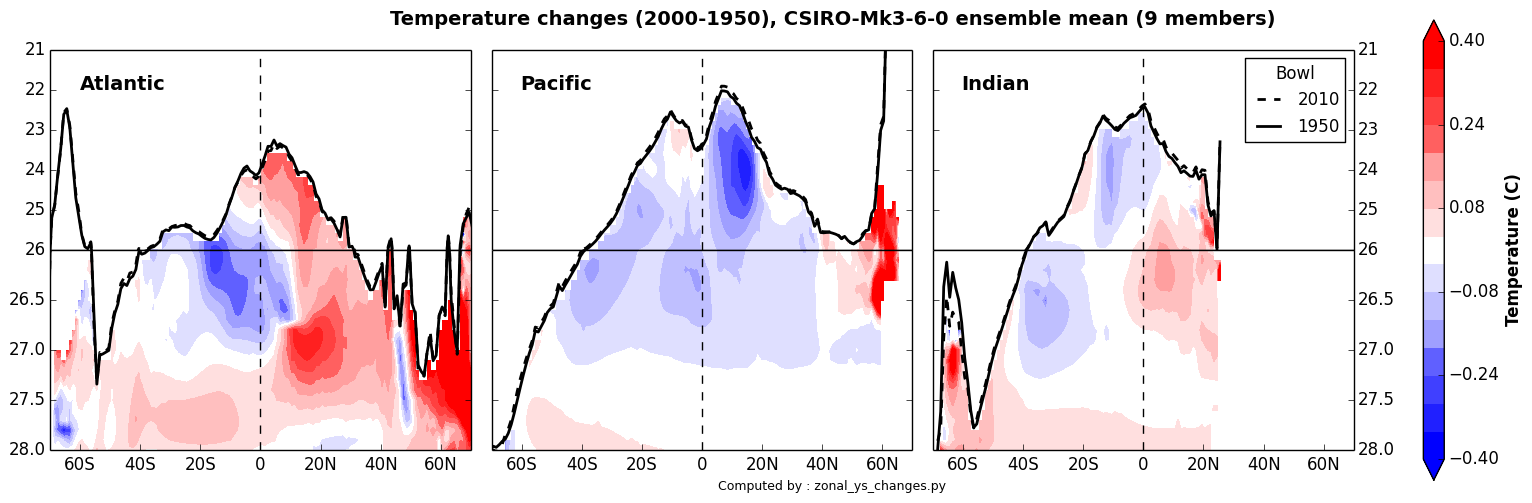 Temperature changes (2000-1950), CSIRO-Mk3-6-0 ensemble mean (9 members)
Atlantic
21
22
23
24
25
26
26.5
27.0
27.5
28.0
60S 40S 20S 0 20N 40N 60N
Pacific
60S 40S 20S 0 20N 40N 60N
Indian
Bowl
2010
1950
21
22
23
24
25
26
26.5
27.0
27.5
28.0
60S 40S 20S 0 20N 40N 60N
0.40
0.24
0.08
−0.08
−0.24
−0.40
Temperature (C)
Computed by : zonal_ys_changes.py